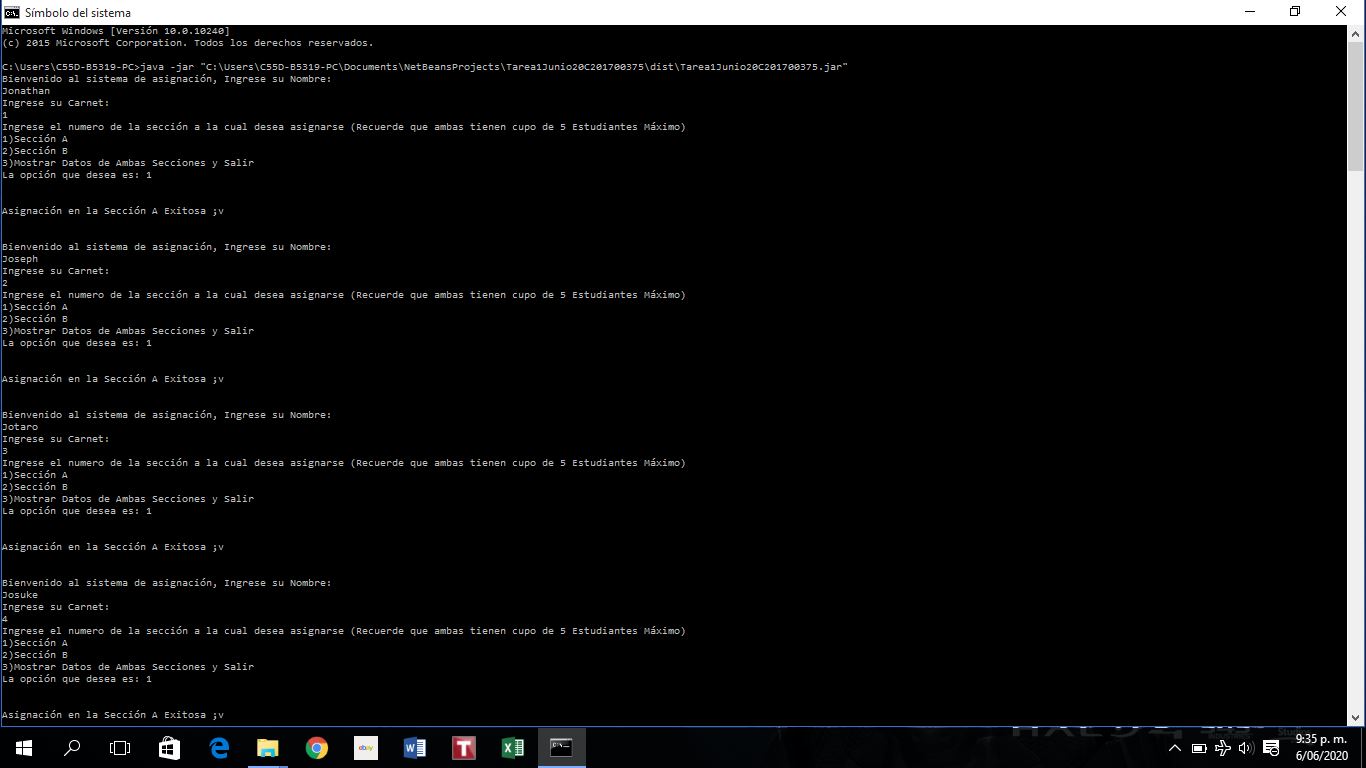 Símbolo del sistema
Microsoft Windows [Versión 10.0.10240]
(c) 2015 Microsoft Corporation. Todos los derechos reservados.
C:\Users\C55D-B5319-PC>java -jar "C:\Users\C55D-B5319-PC\Documents\NetBeansProjects\Tarea1Junio20C201700375\dist\Tarea1Junio20C201700375.jar"
Bienvenido al sistema de asignación, Ingrese su Nombre:
Jonathan
Ingrese su Carnet:
1
Ingrese el numero de la sección a la cual desea asignarse (Recuerde que ambas tienen cupo de 5 Estudiantes Máximo)
1)Sección A
2)Sección B
3)Mostrar Datos de Ambas Secciones y Salir
La opción que desea es: 1
Asignación en la Sección A Exitosa ;v
Bienvenido al sistema de asignación, Ingrese su Nombre:
Joseph
Ingrese su Carnet:
2
Ingrese el numero de la sección a la cual desea asignarse (Recuerde que ambas tienen cupo de 5 Estudiantes Máximo)
1)Sección A
2)Sección B
3)Mostrar Datos de Ambas Secciones y Salir
La opción que desea es: 1
Asignación en la Sección A Exitosa ;v
Bienvenido al sistema de asignación, Ingrese su Nombre:
Jotaro
Ingrese su Carnet:
3
Ingrese el numero de la sección a la cual desea asignarse (Recuerde que ambas tienen cupo de 5 Estudiantes Máximo)
1)Sección A
2)Sección B
3)Mostrar Datos de Ambas Secciones y Salir
La opción que desea es: 1
Asignación en la Sección A Exitosa ;v
Bienvenido al sistema de asignación, Ingrese su Nombre:
Josuke
Ingrese su Carnet:
4
Ingrese el numero de la sección a la cual desea asignarse (Recuerde que ambas tienen cupo de 5 Estudiantes Máximo)
1)Sección A
2)Sección B
3)Mostrar Datos de Ambas Secciones y Salir
La opción que desea es: 1
Asignación en la Sección A Exitosa ;v
ebay
9:35 p. m.
6/06/2020